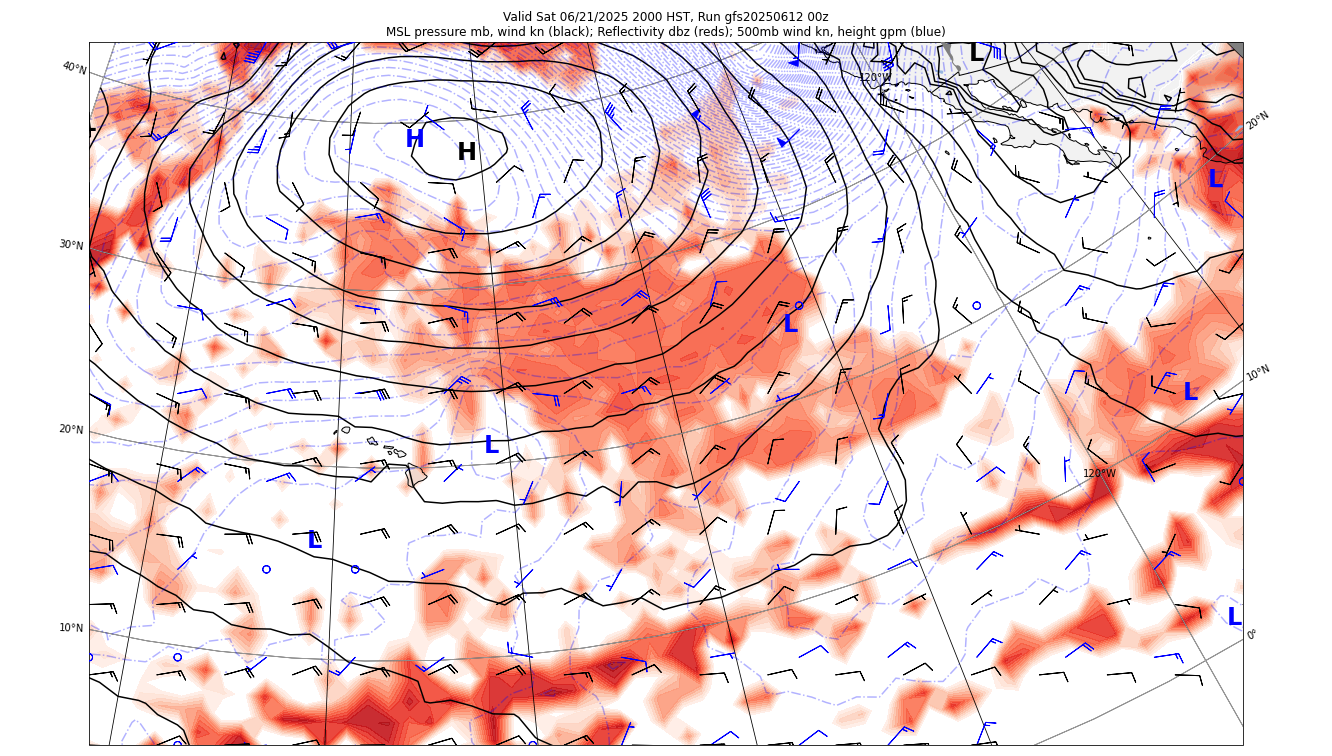 Valid Sat 06/21/2025 2000 HST, Run gfs20250612 00z
MSL pressure mb, wind kn (black); Reflectivity dbz (reds); 500mb wind kn, height gpm (blue)
L
40°N
120°W
20°N
H
H
L
30°N
L
10°N
L
20°N
L
120°W
L
10°N
L
0°